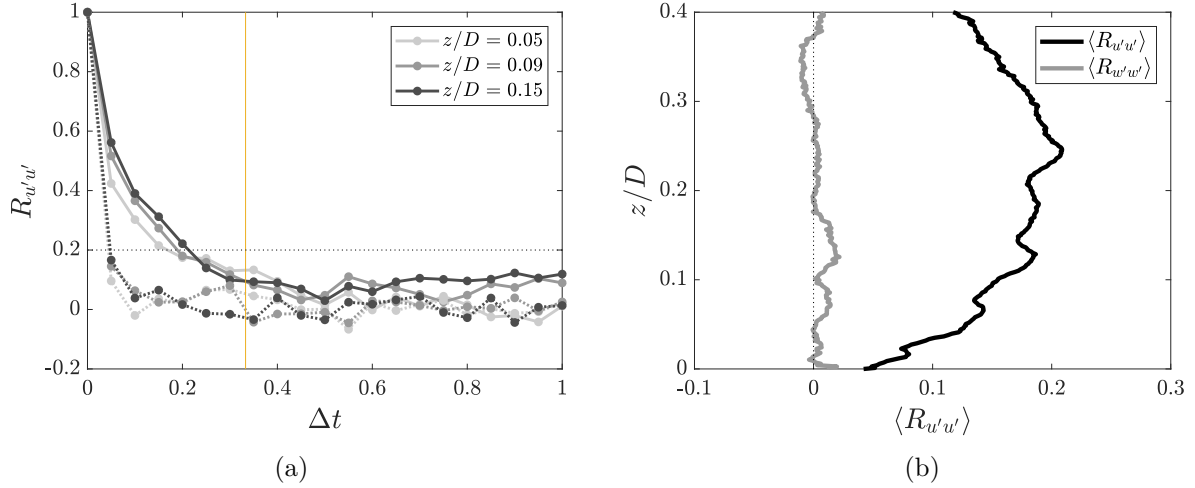 1
0.8
0.6
0.4
0.2
0
-0.2
R_{u'u'}
0
0.2
0.4
0.6
0.8
1
Δt
z/D = 0.05
z/D = 0.09
z/D = 0.15
(a)
0.4
0.3
0.2
0.1
0
z/D
-0.1
0
0.1
0.2
0.3
⟨R_{u'u'}⟩
⟨R_{u'u'}⟩
⟨R_{w'w'}⟩
(b)